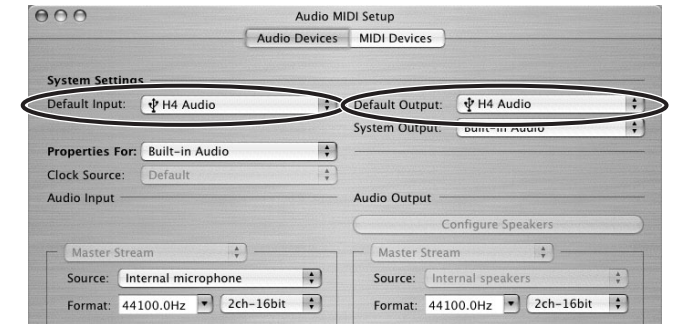 Audio MIDI Setup
Audio Devices MIDI Devices
System Settings
Default Input: H4 Audio
Default Output: H4 Audio
System Output: Built-in Audio
Properties For: Built-in Audio
Clock Source: Default
Audio Input
Audio Output
Configure Speakers
Master Stream
Source: Internal microphone
Format: 44100.0Hz 2ch-16bit
Master Stream
Source: Internal speakers
Format: 44100.0Hz 2ch-16bit